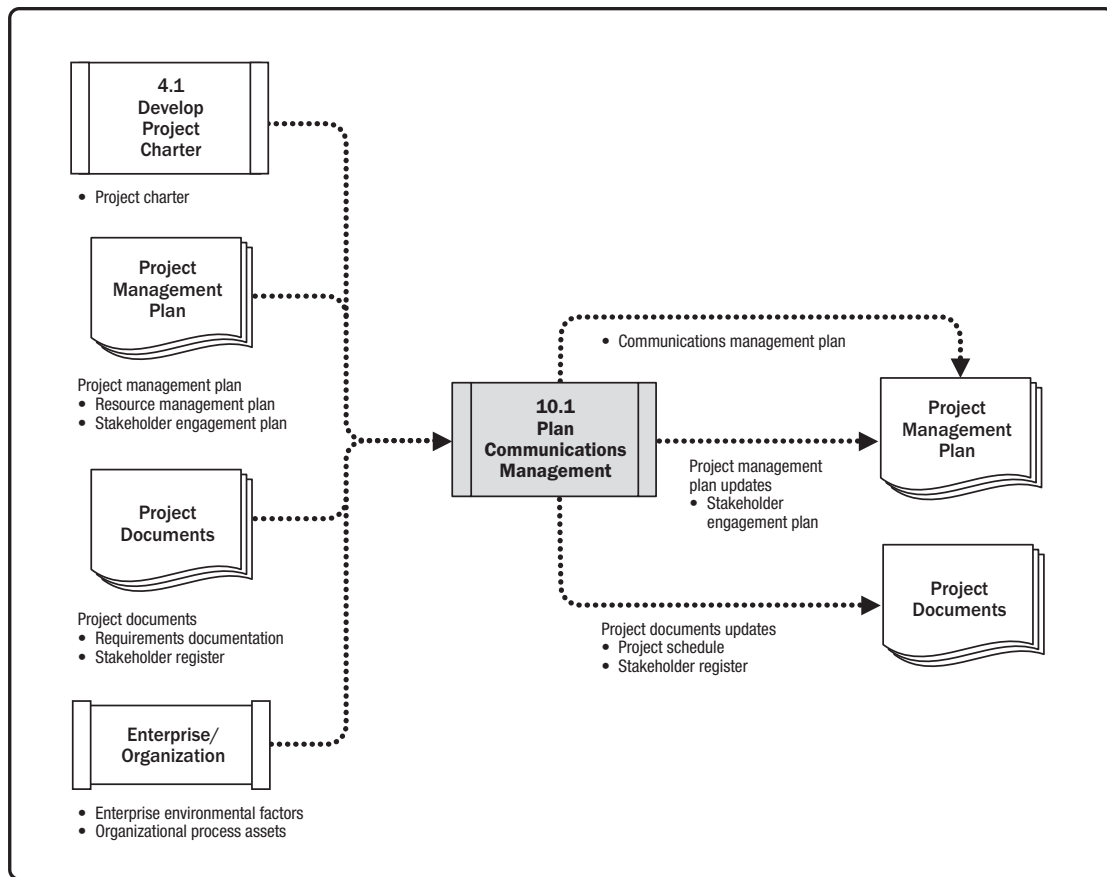 4.1
Develop
Project
Charter
• Project charter
Project
Management
Plan
Project management plan
• Resource management plan
• Stakeholder engagement plan
Project
Documents
Project documents
• Requirements documentation
• Stakeholder register
Enterprise/
Organization
• Enterprise environmental factors
• Organizational process assets
10.1
Plan
Communications
Management
• Communications management plan
Project management
plan updates
• Stakeholder
engagement plan
Project documents updates
• Project schedule
• Stakeholder register
Project
Management
Plan
Project
Documents